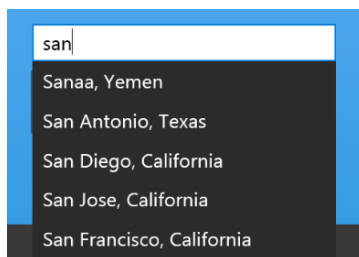 san
Sanaa, Yemen
San Antonio, Texas
San Diego, California
San Jose, California
San Francisco, California